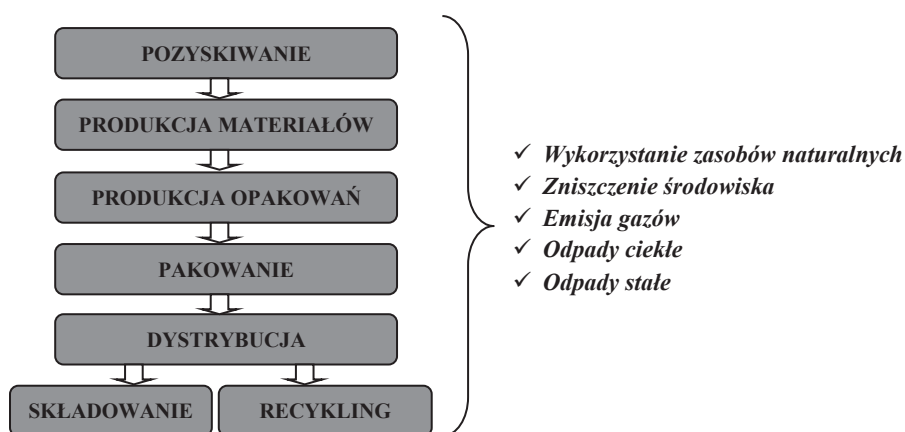 POZYSKIWANIE
PRODUKCJA MATERIAŁÓW
PRODUKCJA OPAKOWAŃ
PAKOWANIE
DYSTRYBUCJA
SKŁADOWANIE
RECYKLING
✓ Wykorzystanie zasobów naturalnych
✓ Zniszczenie środowiska
✓ Emisja gazów
✓ Odpady ciekłe
✓ Odpady stałe